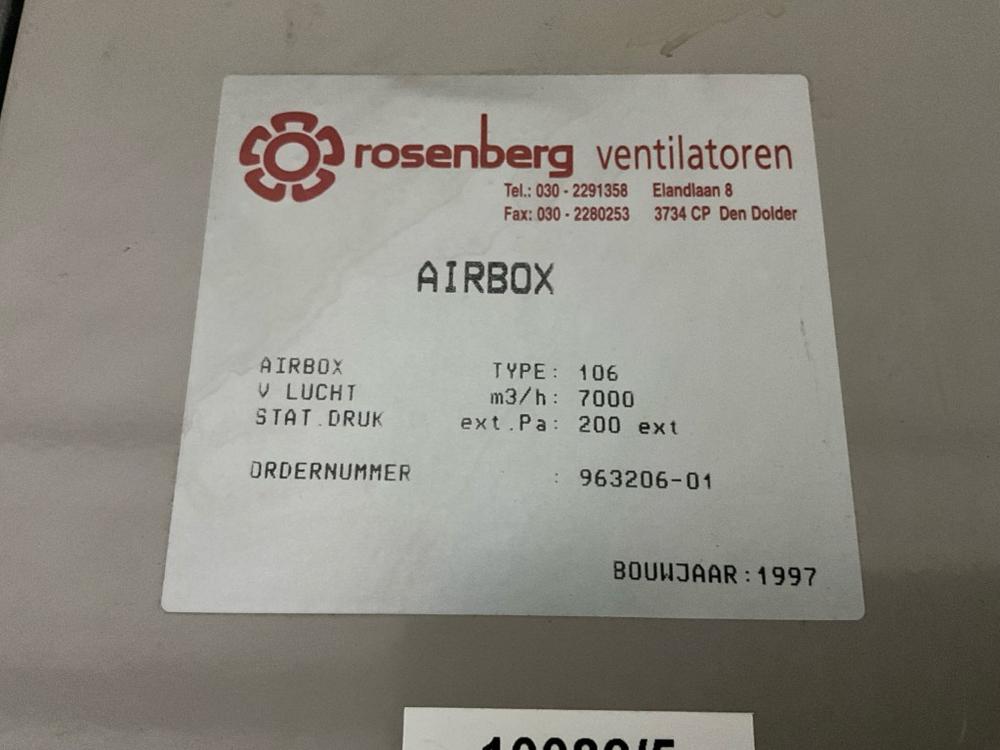 rosenberg ventilatoren
Tel.: 030 - 2291358 Elandlaan 8
Fax: 030 - 2280253 3734 CP Den Dolder
AIRBOX
AIRBOX TYPE: 106
V LUCHT m3/h: 7000
STAT.DRUK ext.Pa: 200 ext
ORDERNUMMER : 963206-01
BOUWJAAR:1997